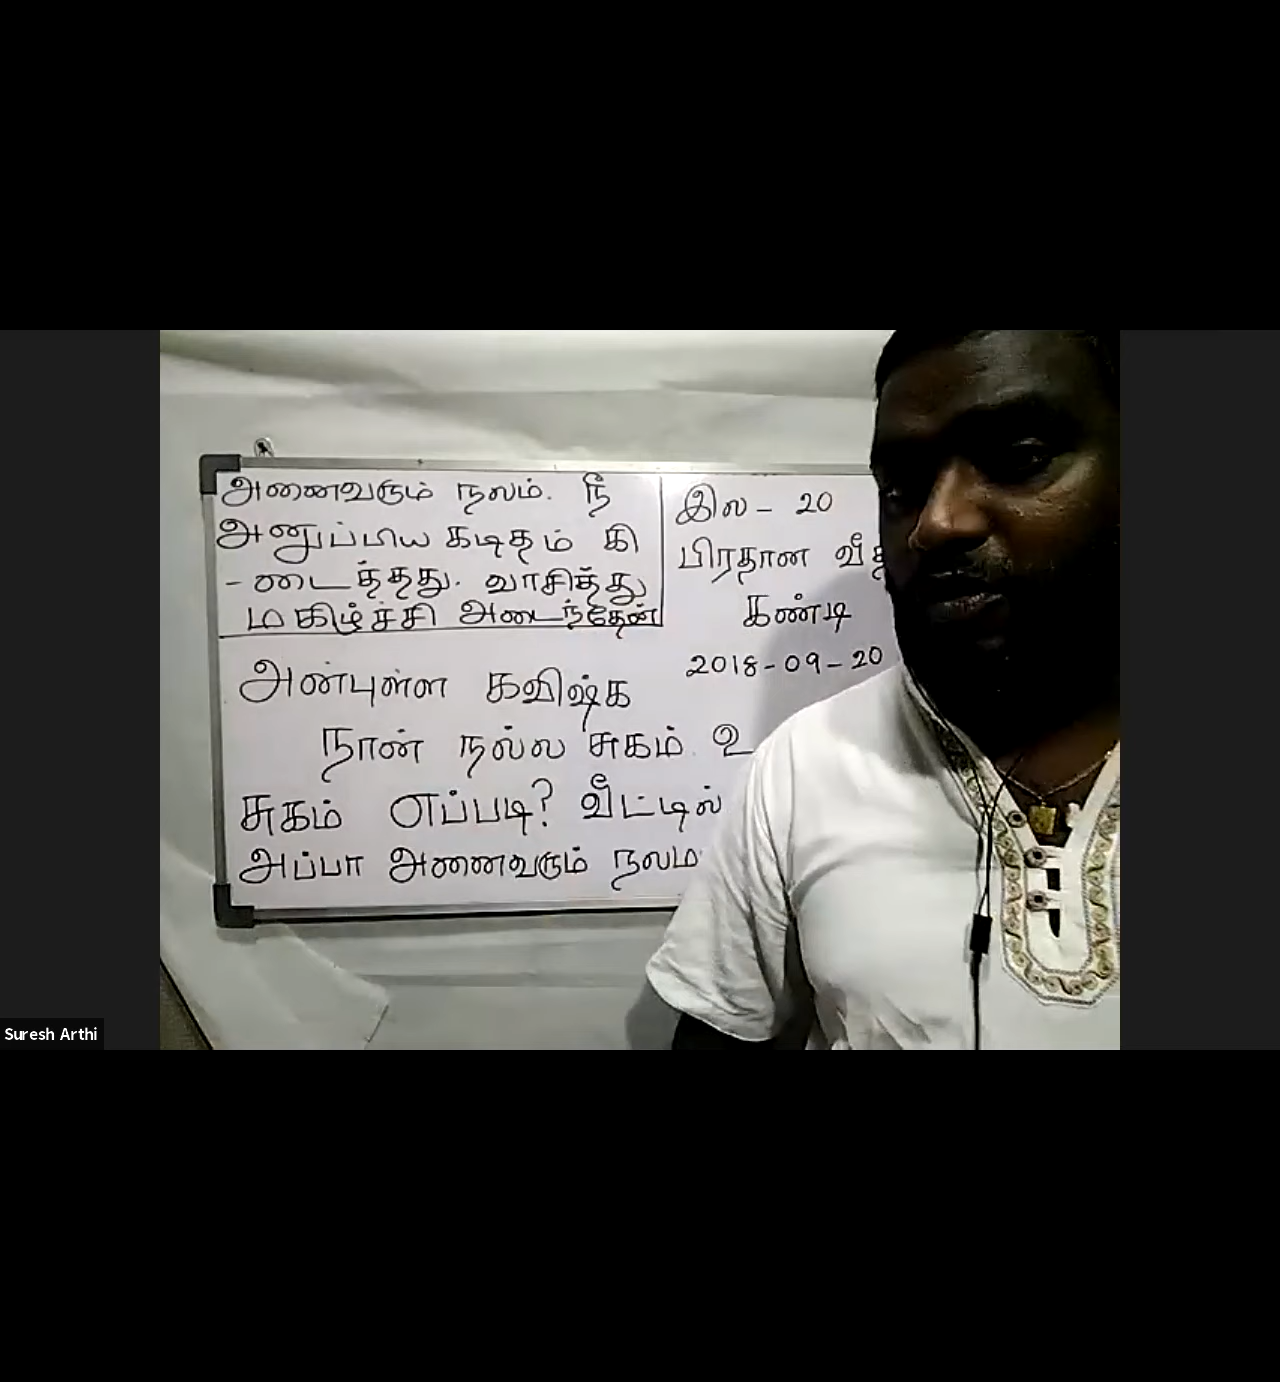 அனைவரும் நலம். நீ
அனுப்பிய கடிதம் கி
-டைத்தது. வாசித்து
மகிழ்ச்சி அடைந்தேன்
இல - 20
பிரதான
கண்டி
2018-09-20
அன்புள்ள கவிஷ்க
நான் நல்ல சுகம்
சுகம் எப்படி? வீட்டில்
அப்பா அனைவரும்
Suresh Arthi